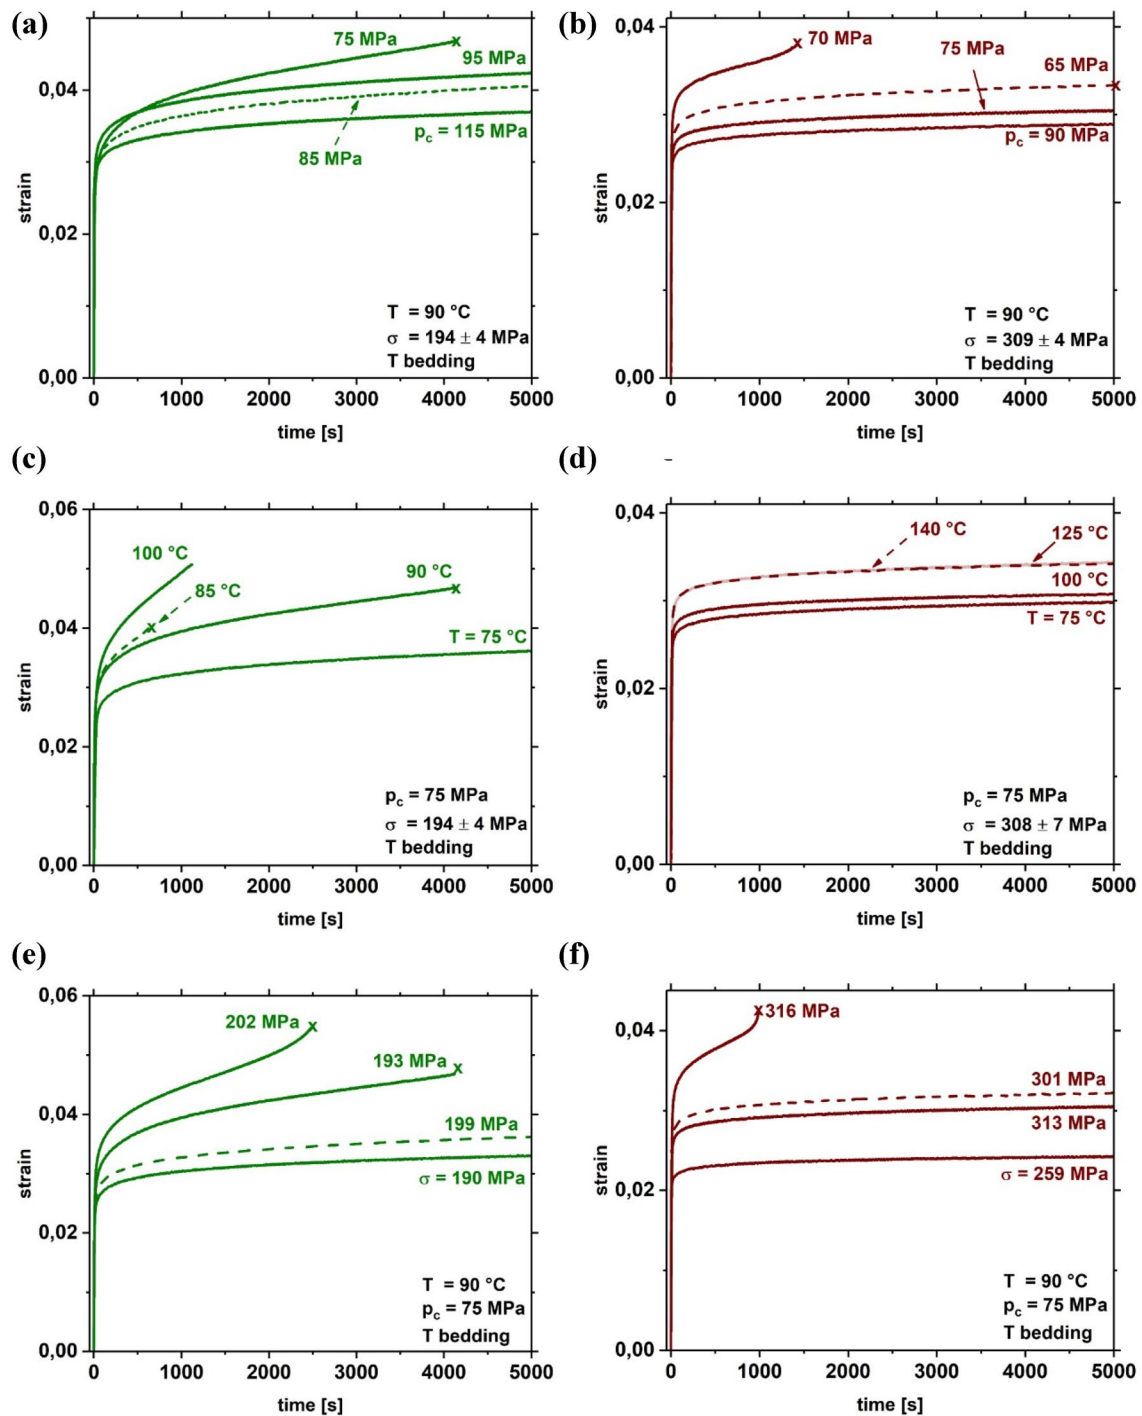 (a)
75 MPa
95 MPa
85 MPa
p_c = 115 MPa
T = 90 °C
σ = 194 ± 4 MPa
T bedding
strain
0,04
0,02
0,00
0 1000 2000 3000 4000 5000
time [s]
(b)
70 MPa
75 MPa
65 MPa
p_c = 90 MPa
T = 90 °C
σ = 309 ± 4 MPa
T bedding
strain
0,04
0,02
0,00
0 1000 2000 3000 4000 5000
time [s]
(c)
100 °C
85 °C
90 °C
T = 75 °C
p_c = 75 MPa
σ = 194 ± 4 MPa
T bedding
strain
0,06
0,04
0,02
0,00
0 1000 2000 3000 4000 5000
time [s]
(d)
140 °C
125 °C
100 °C
T = 75 °C
p_c = 75 MPa
σ = 308 ± 7 MPa
T bedding
strain
0,04
0,02
0,00
0 1000 2000 3000 4000 5000
time [s]
(e)
202 MPa
193 MPa
199 MPa
σ = 190 MPa
T = 90 °C
p_c = 75 MPa
T bedding
strain
0,06
0,04
0,02
0,00
0 1000 2000 3000 4000 5000
time [s]
(f)
316 MPa
301 MPa
313 MPa
σ = 259 MPa
T = 90 °C
p_c = 75 MPa
T bedding
strain
0,04
0,02
0,00
0 1000 2000 3000 4000 5000
time [s]